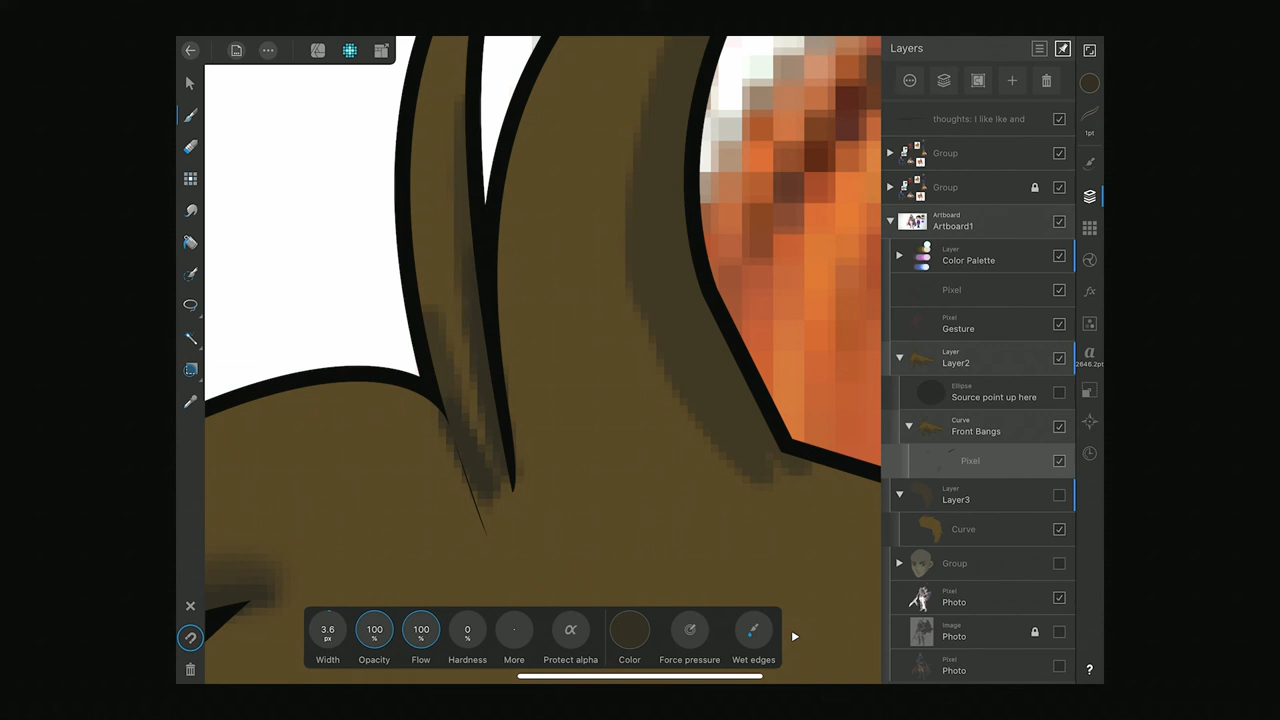 Layers
thoughts: I like Ike and
Group
Group
Artboard
Artboard1
Layer
Color Palette
Pixel
Pixel
Gesture
Layer
Layer2
Ellipse
Source point up here
Curve
Front Bangs
Pixel
Layer
Layer3
Curve
Group
Pixel
Photo
Image
Photo
Pixel
Photo
1pt
fx
a
2646.2pt
?
3.6 px
100 %
100 %
0 %
α
Width
Opacity
Flow
Hardness
More
Protect alpha
Color
Force pressure
Wet edges